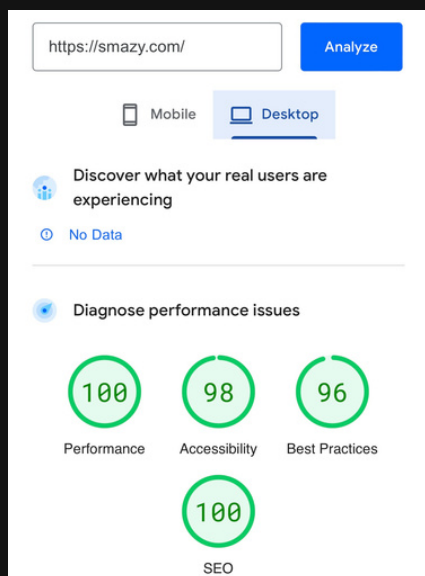 https://smazy.com/
Analyze
Mobile
Desktop
Discover what your real users are
experiencing
No Data
Diagnose performance issues
100
98
96
Performance
Accessibility
Best Practices
100
SEO